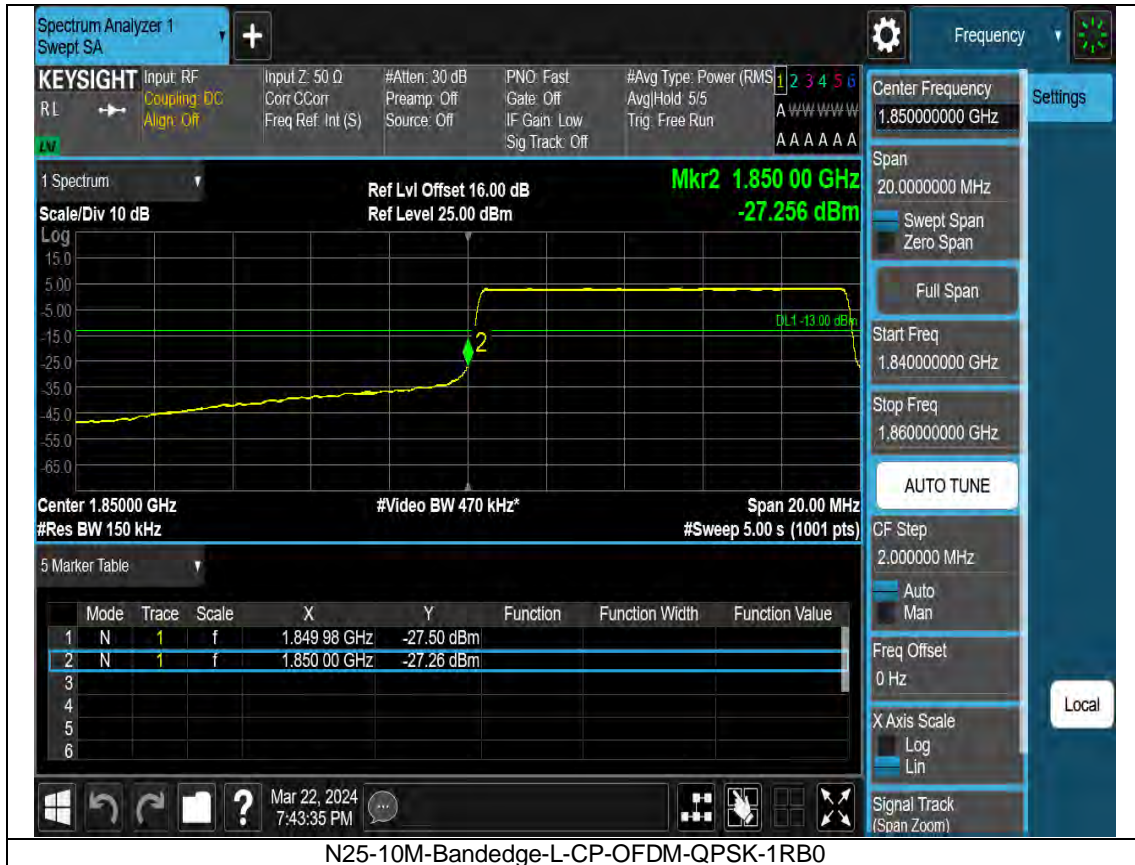 Spectrum Analyzer 1
Swept SA
+
Frequency
KEYSIGHT
RL
LXI
Input: RF
Coupling: DC
Align: Off
Input Z: 50 Ω
Corr CCorr
Freq Ref: Int (S)
#Atten: 30 dB
Preamp: Off
Source: Off
PNO: Fast
Gate: Off
IF Gain: Low
Sig Track: Off
#Avg Type: Power (RMS
Avg|Hold: 5/5
Trig: Free Run
1 2 3 4 5 6
A W W W W W
A A A A A A
1 Spectrum
Scale/Div 10 dB
Log
Ref Lvl Offset 16.00 dB
Ref Level 25.00 dBm
Mkr2 1.850 00 GHz
-27.256 dBm
15.0
5.00
-5.00
-15.0
-25.0
-35.0
-45.0
-55.0
-65.0
DL1 -13.00 dBm
2
Center 1.85000 GHz
#Res BW 150 kHz
#Video BW 470 kHz*
Span 20.00 MHz
#Sweep 5.00 s (1001 pts)
5 Marker Table
Mode Trace Scale X Y Function Function Width Function Value
1 N 1 f 1.849 98 GHz -27.50 dBm
2 N 1 f 1.850 00 GHz -27.26 dBm
3
4
5
6
?
Mar 22, 2024
7:43:35 PM
Center Frequency
1.850000000 GHz
Settings
Span
20.0000000 MHz
Swept Span
Zero Span
Full Span
Start Freq
1.840000000 GHz
Stop Freq
1.860000000 GHz
AUTO TUNE
CF Step
2.000000 MHz
Auto
Man
Freq Offset
0 Hz
X Axis Scale
Log
Lin
Local
Signal Track
(Span Zoom)
N25-10M-Bandedge-L-CP-OFDM-QPSK-1RB0